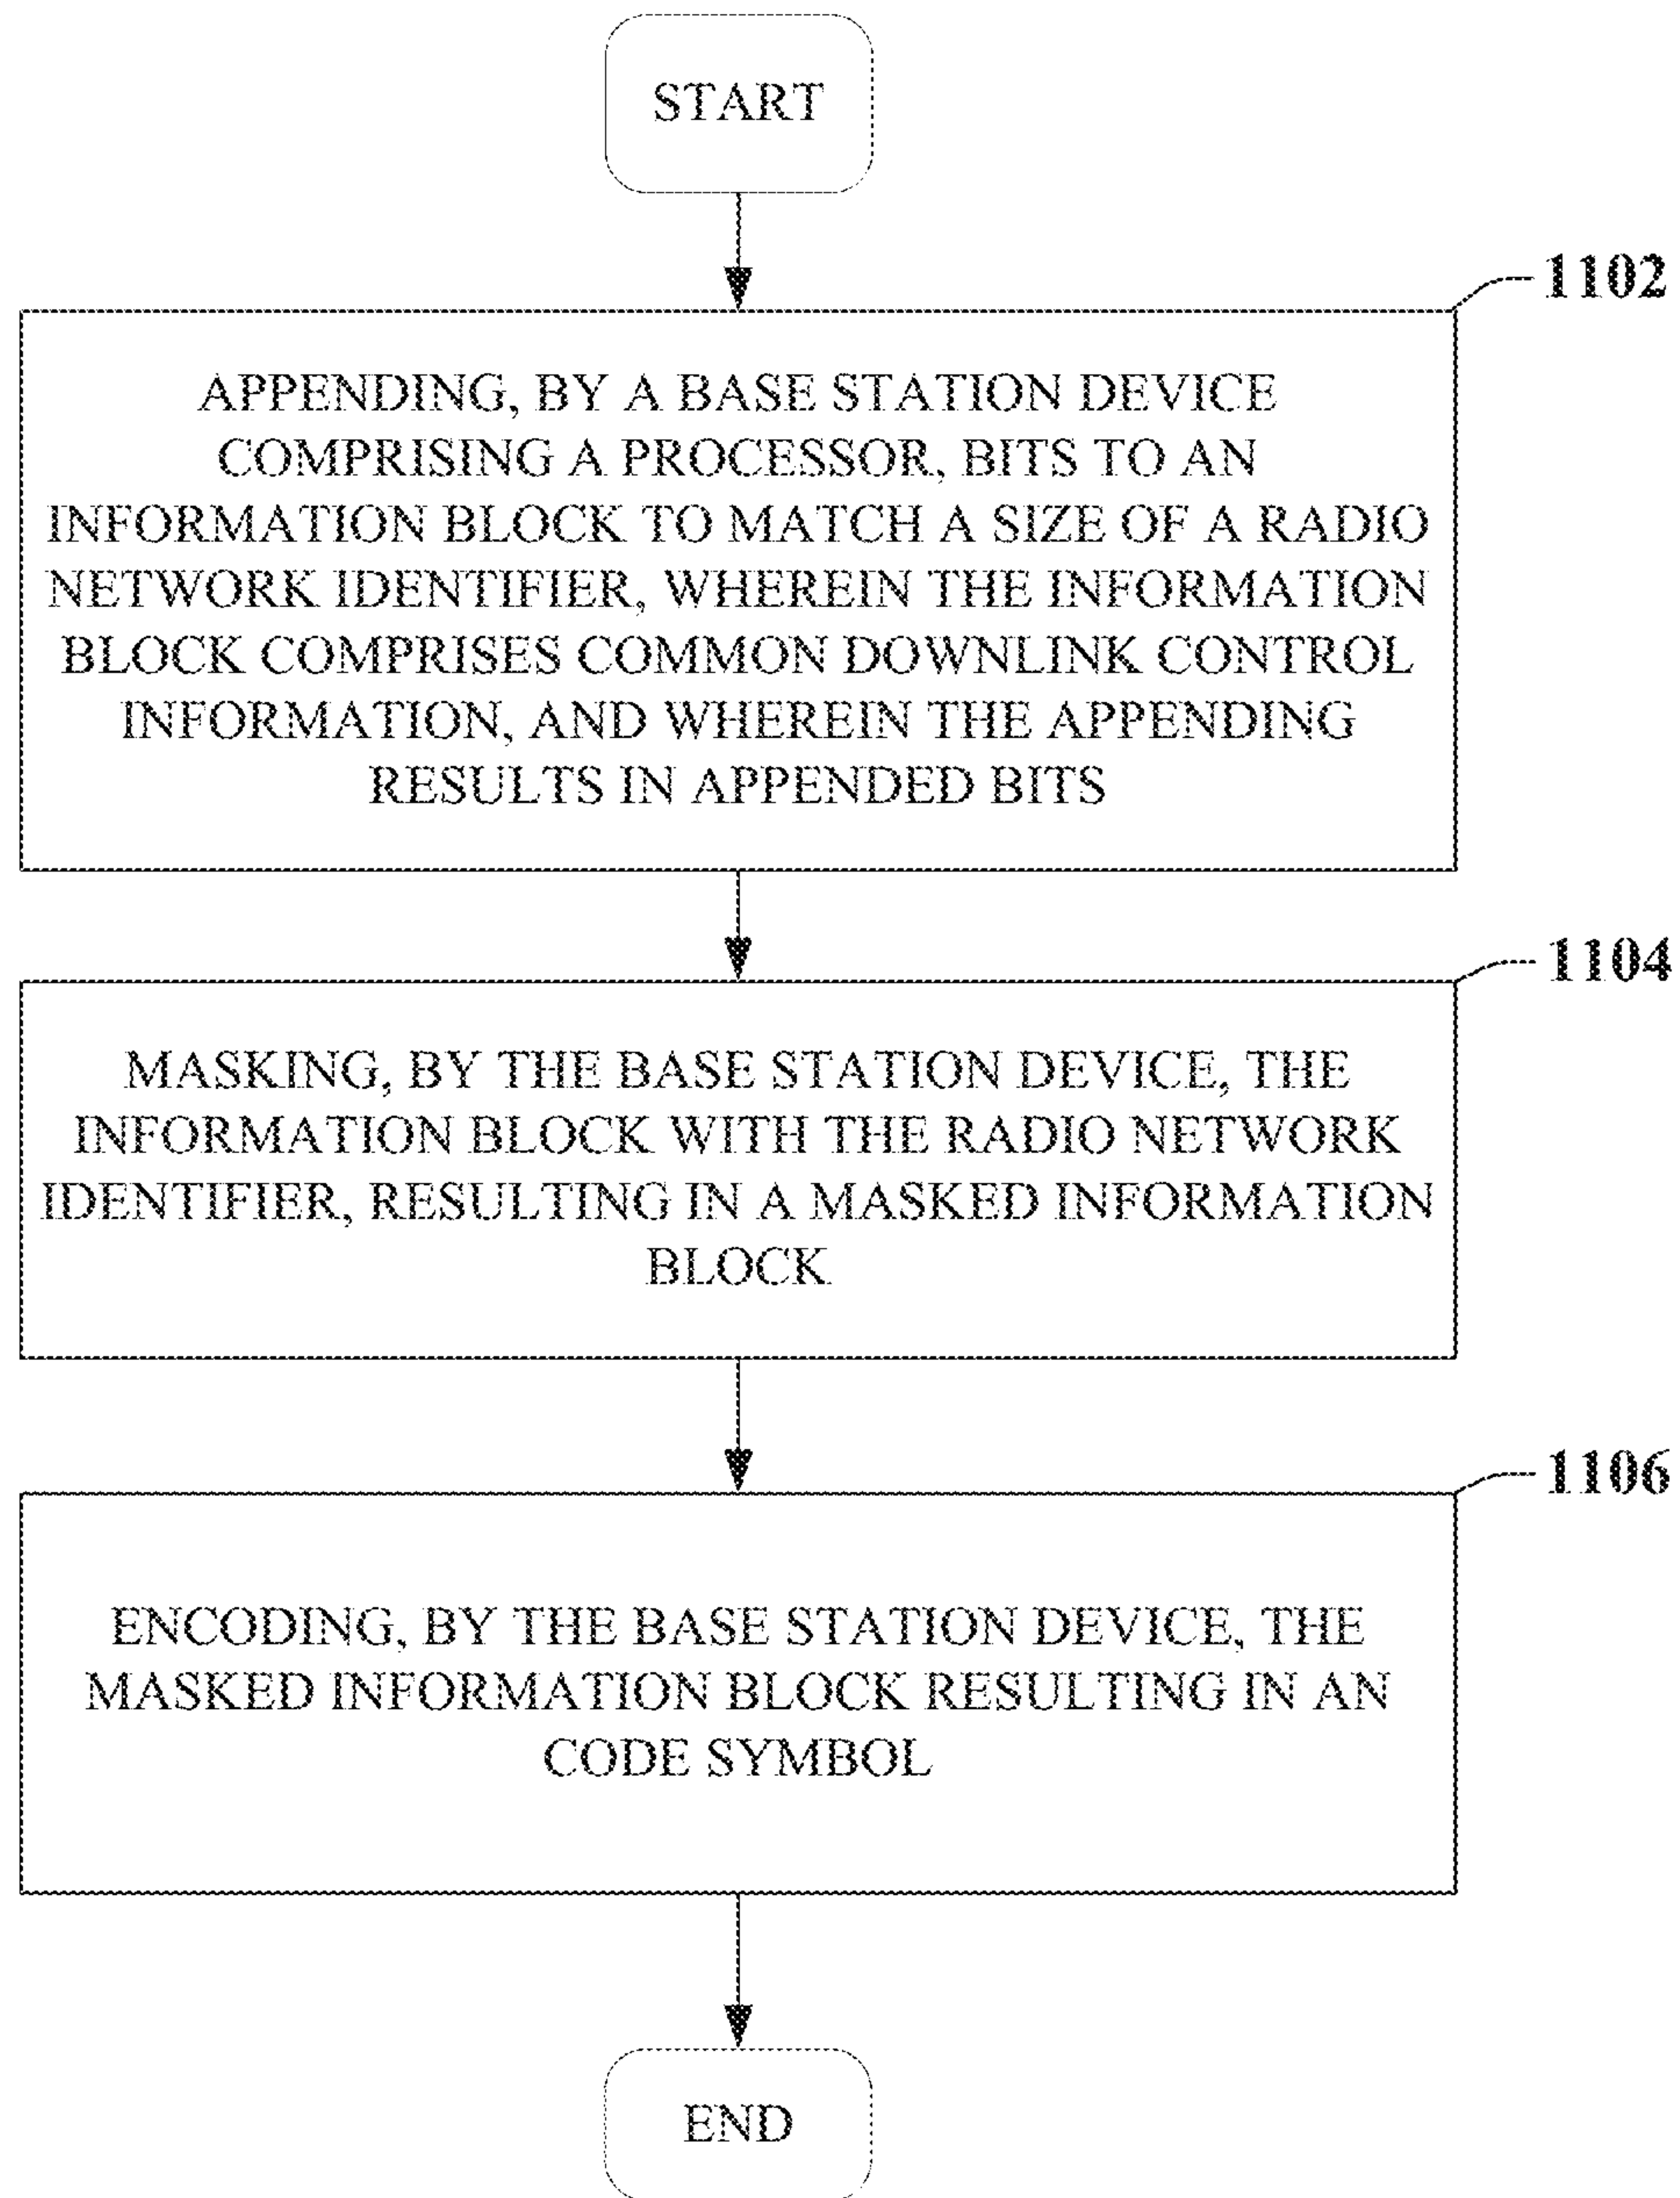 START
1102
APPENDING, BY A BASE STATION DEVICE
COMPRISING A PROCESSOR, BITS TO AN
INFORMATION BLOCK TO MATCH A SIZE OF A RADIO
NETWORK IDENTIFIER, WHEREIN THE INFORMATION
BLOCK COMPRISES COMMON DOWNLINK CONTROL
INFORMATION, AND WHEREIN THE APPENDING
RESULTS IN APPENDED BITS
1104
MASKING, BY THE BASE STATION DEVICE, THE
INFORMATION BLOCK WITH THE RADIO NETWORK
IDENTIFIER, RESULTING IN A MASKED INFORMATION
BLOCK
1106
ENCODING, BY THE BASE STATION DEVICE, THE
MASKED INFORMATION BLOCK RESULTING IN AN
CODE SYMBOL
END